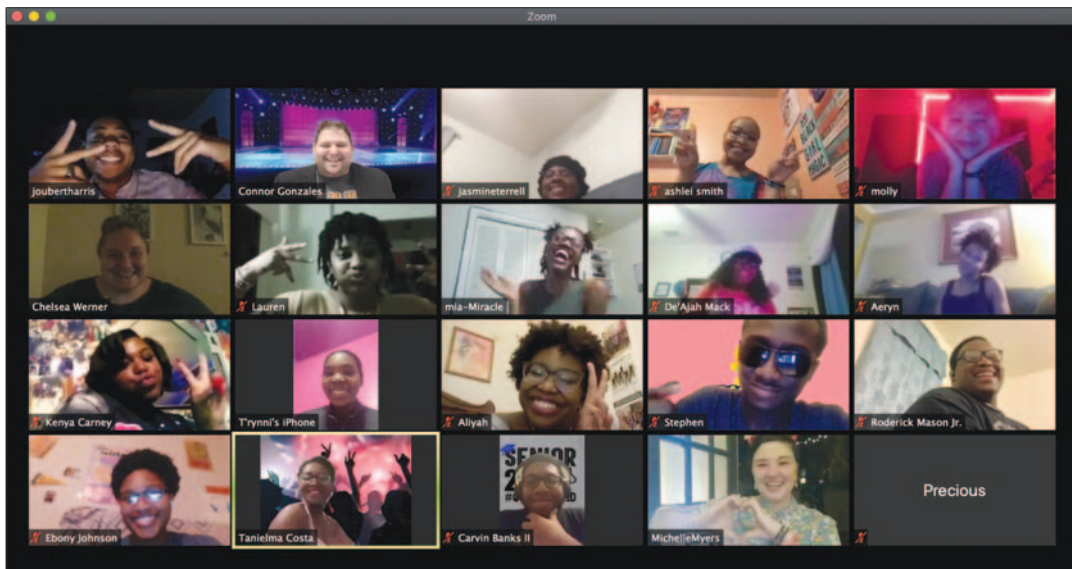 Zoom
joubertharris
Connor Gonzales
jasmineterrell
ashlei smith
molly
Chelsea Werner
Lauren
mia-Miracle
De'Ajah Mack
Aeryn
Kenya Carney
T'rynni's iPhone
Aliyah
Stephen
Roderick Mason Jr.
Ebony Johnson
Tanielma Costa
SENIOR
Carvin Banks II
MichelleMyers
Precious